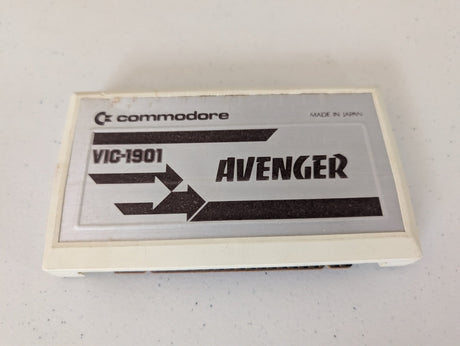 commodore
MADE IN JAPAN
VIC-1901
AVENGER